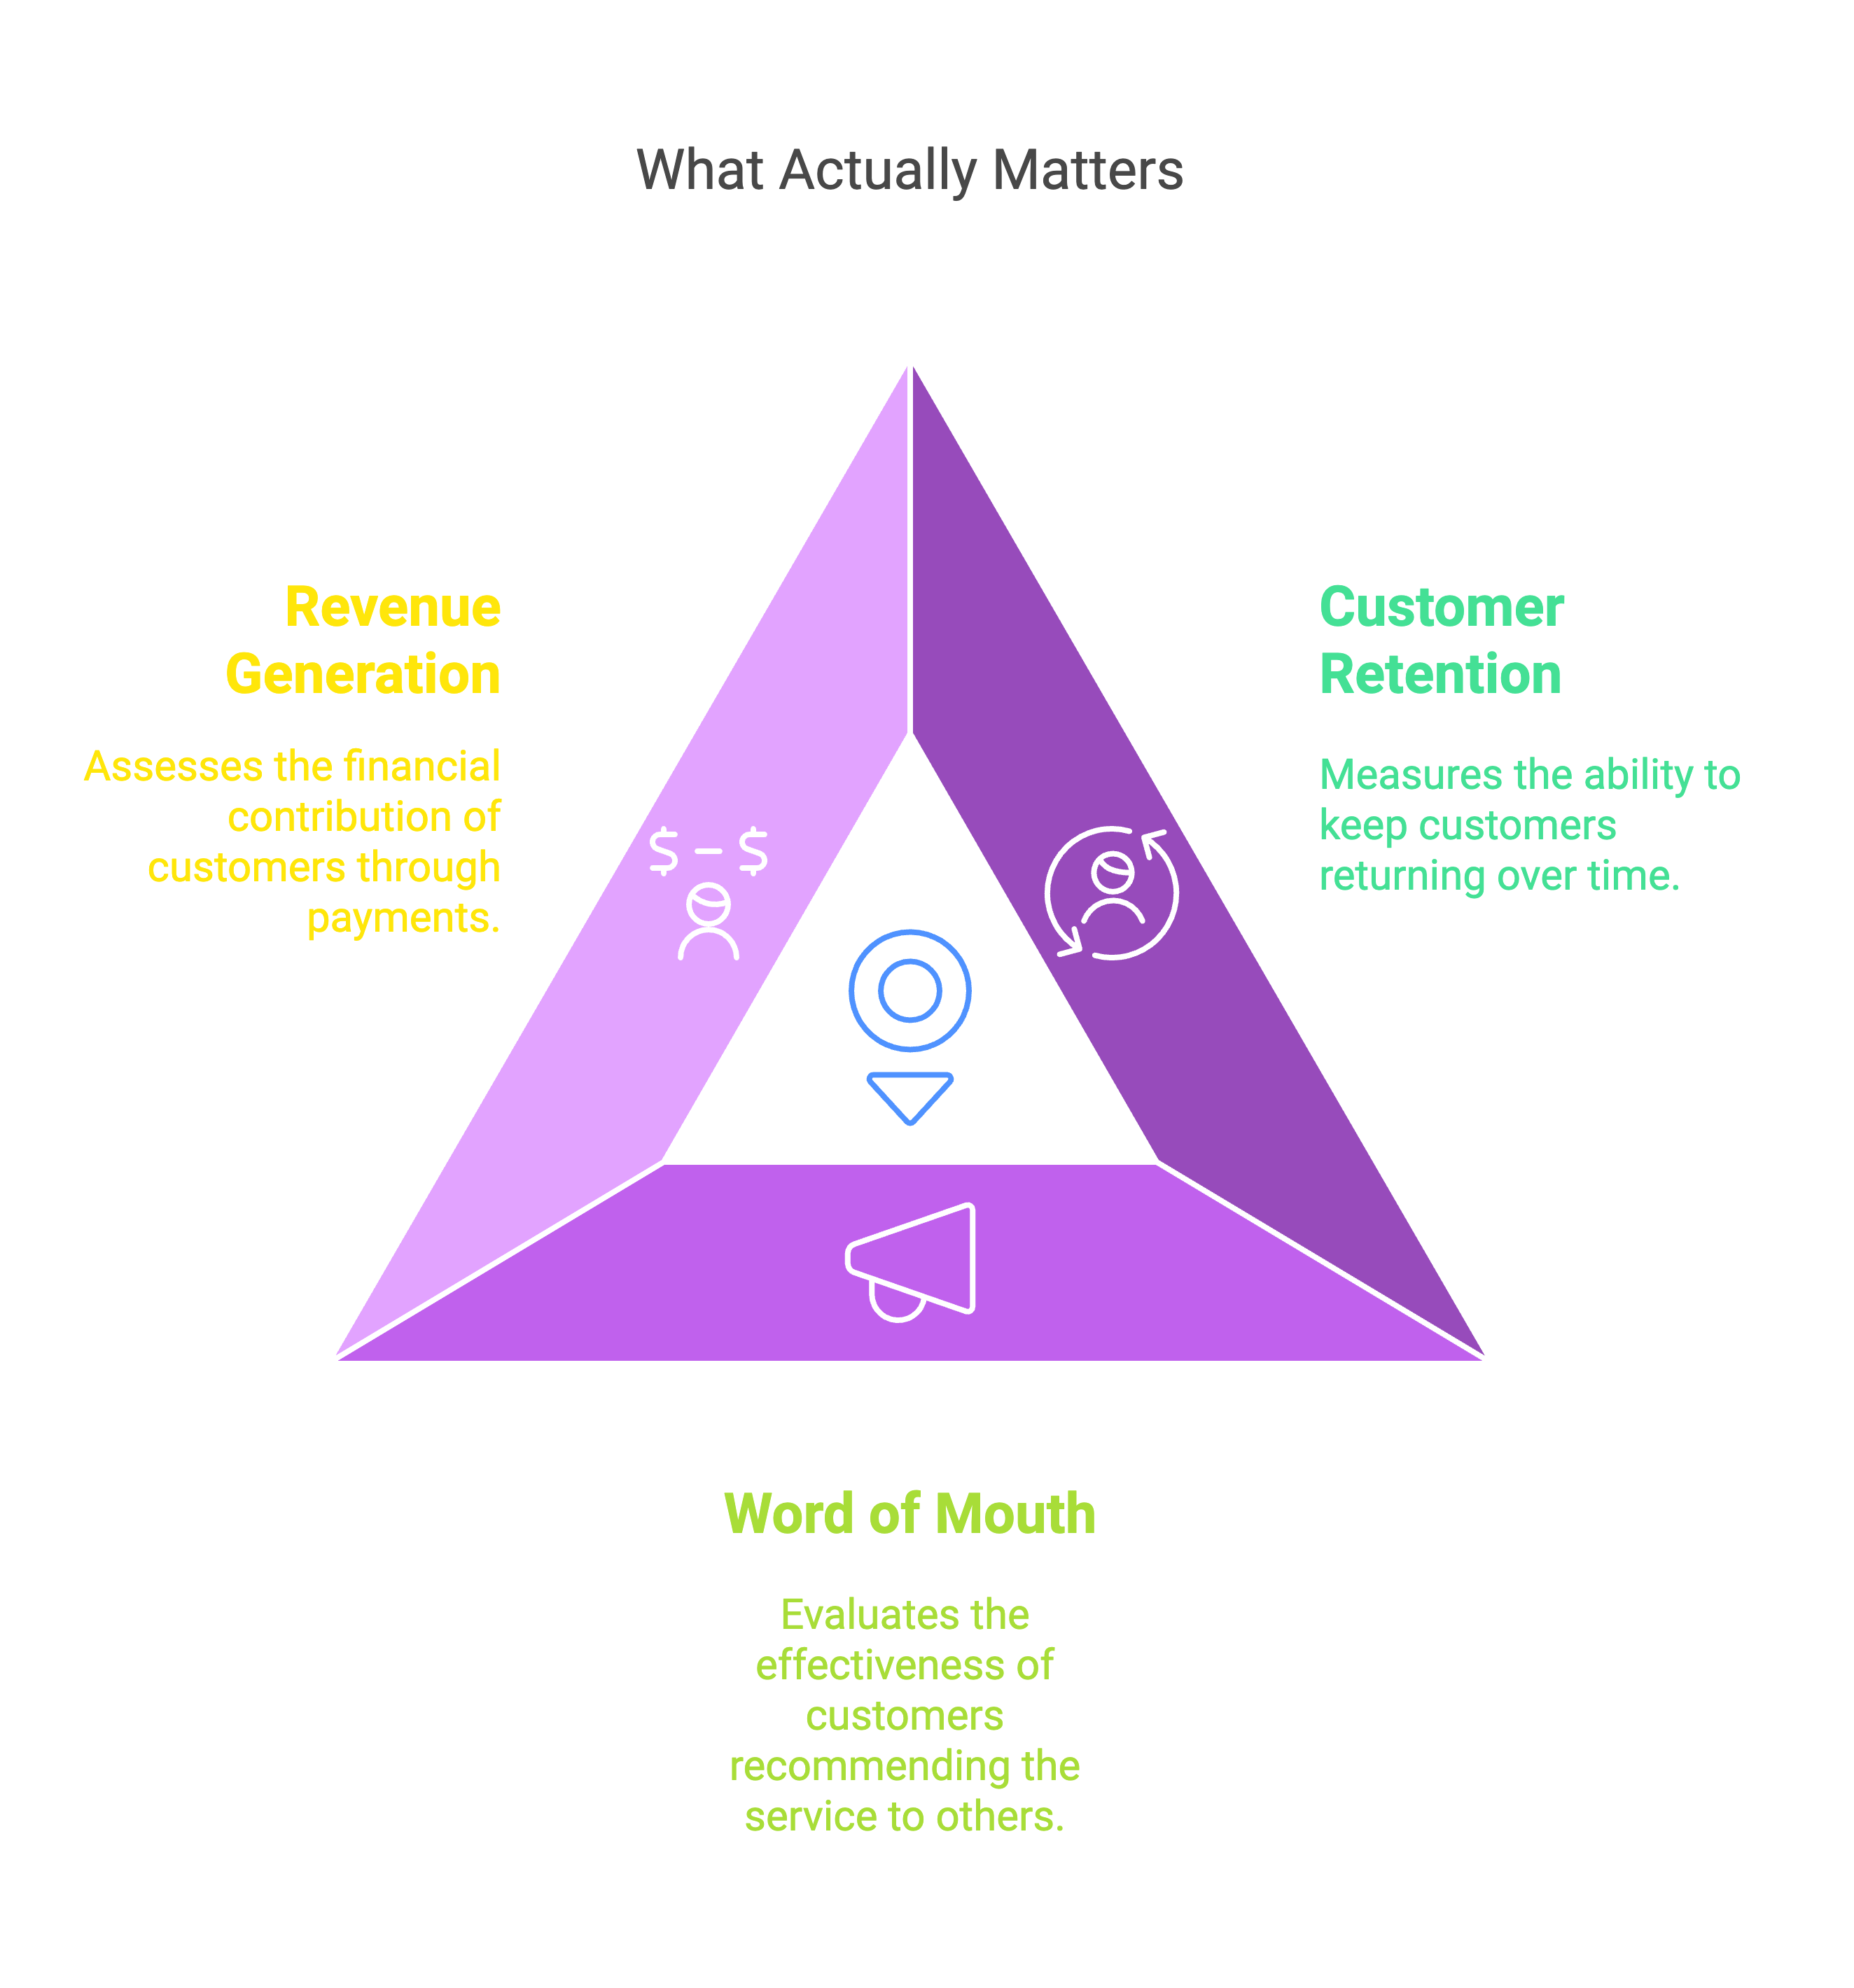 What Actually Matters
Revenue
Generation
Assesses the financial
contribution of
customers through
payments.
Customer
Retention
Measures the ability to
keep customers
returning over time.
$ - $
Word of Mouth
Evaluates the
effectiveness of
customers
recommending the
service to others.